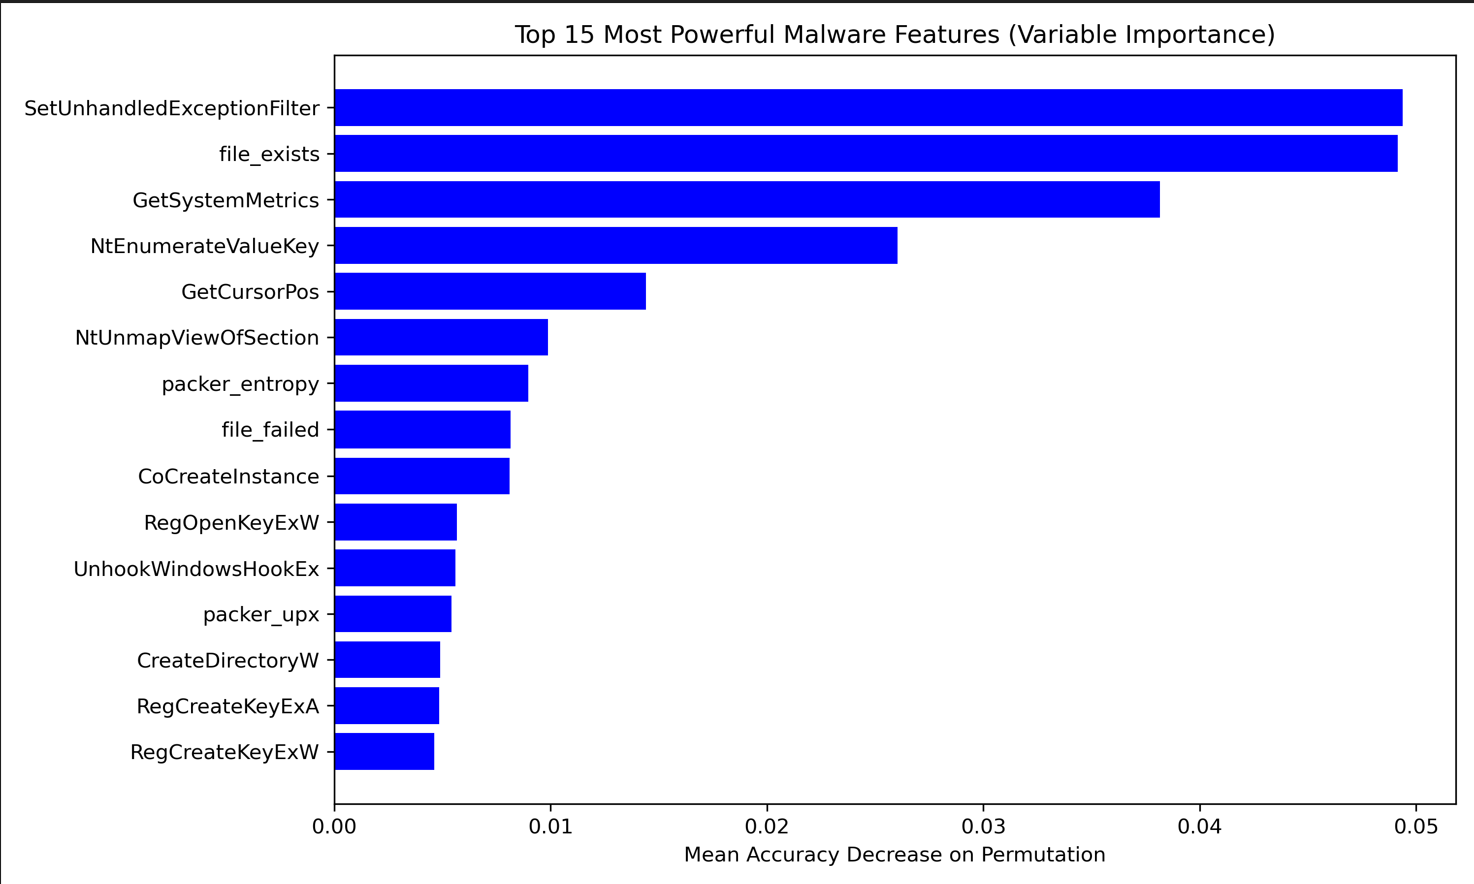 Top 15 Most Powerful Malware Features (Variable Importance)
SetUnhandledExceptionFilter
file_exists
GetSystemMetrics
NtEnumerateValueKey
GetCursorPos
NtUnmapViewOfSection
packer_entropy
file_failed
CoCreateInstance
RegOpenKeyExW
UnhookWindowsHookEx
packer_upx
CreateDirectoryW
RegCreateKeyExA
RegCreateKeyExW
0.00 0.01 0.02 0.03 0.04 0.05
Mean Accuracy Decrease on Permutation